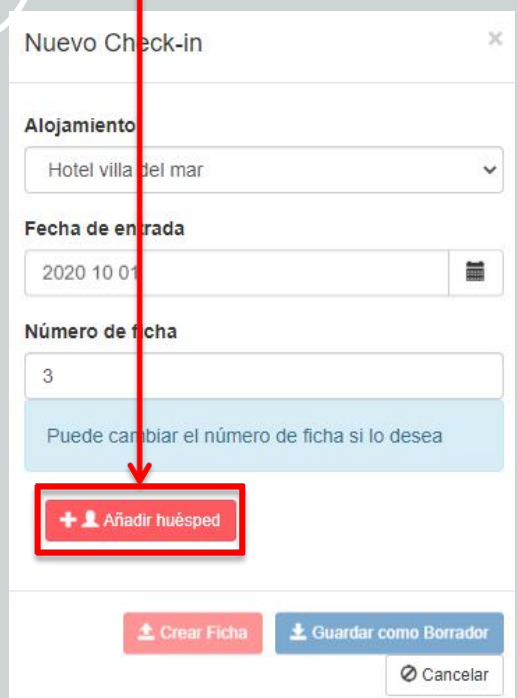 Nuevo Check-in
×
Alojamiento
Hotel villa del mar
Fecha de entrada
2020 10 01
Número de ficha
3
Puede cambiar el número de ficha si lo desea
+ Añadir huésped
Crear Ficha
Guardar como Borrador
Cancelar